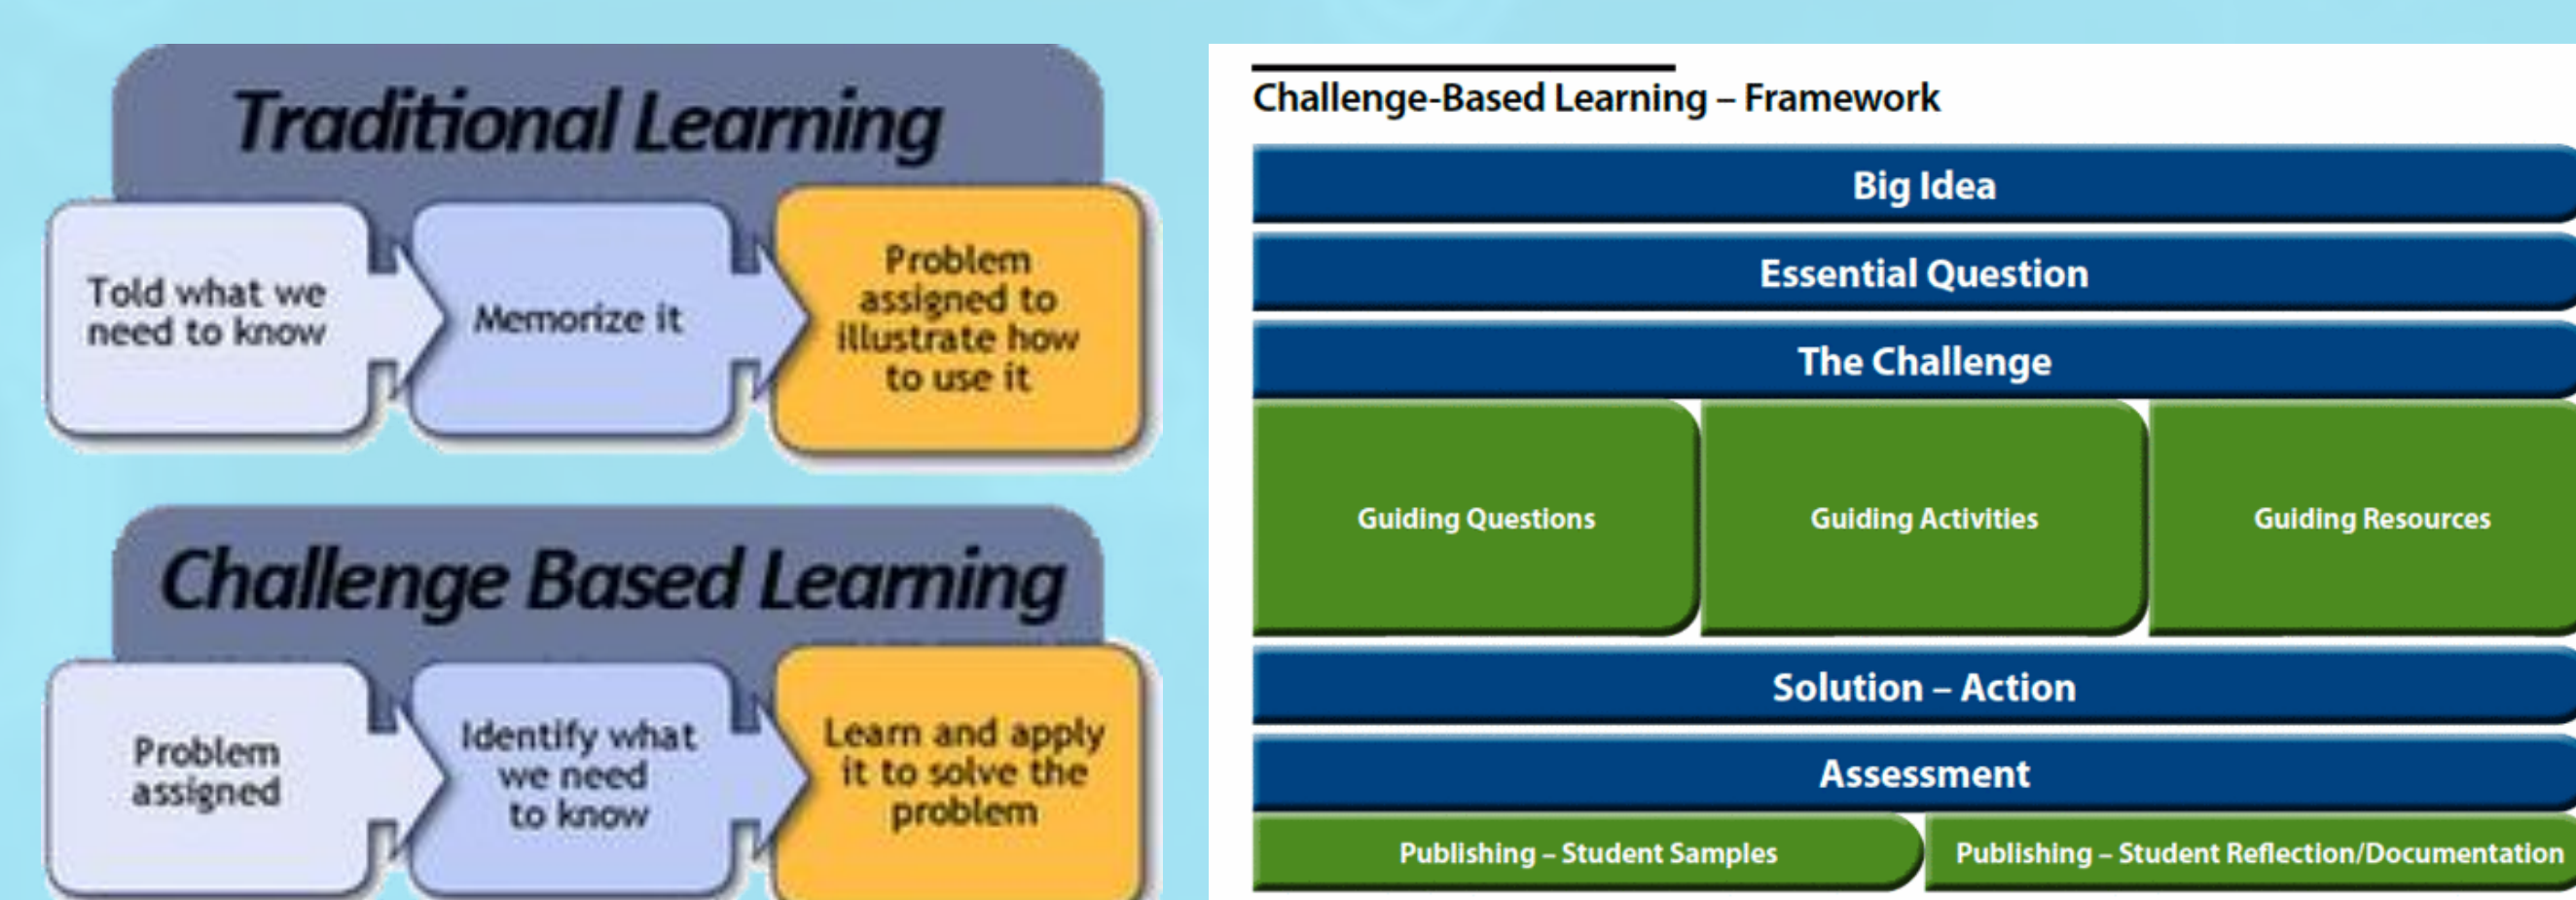 Traditional Learning
Told what we
need to know
Memorize it
Problem
assigned to
illustrate how
to use it
Challenge Based Learning
Problem
assigned
Identify what
we need
to know
Learn and apply
it to solve the
problem
Challenge-Based Learning – Framework
Big Idea
Essential Question
The Challenge
Guiding Questions
Guiding Activities
Guiding Resources
Solution – Action
Assessment
Publishing – Student Samples
Publishing – Student Reflection/Documentation